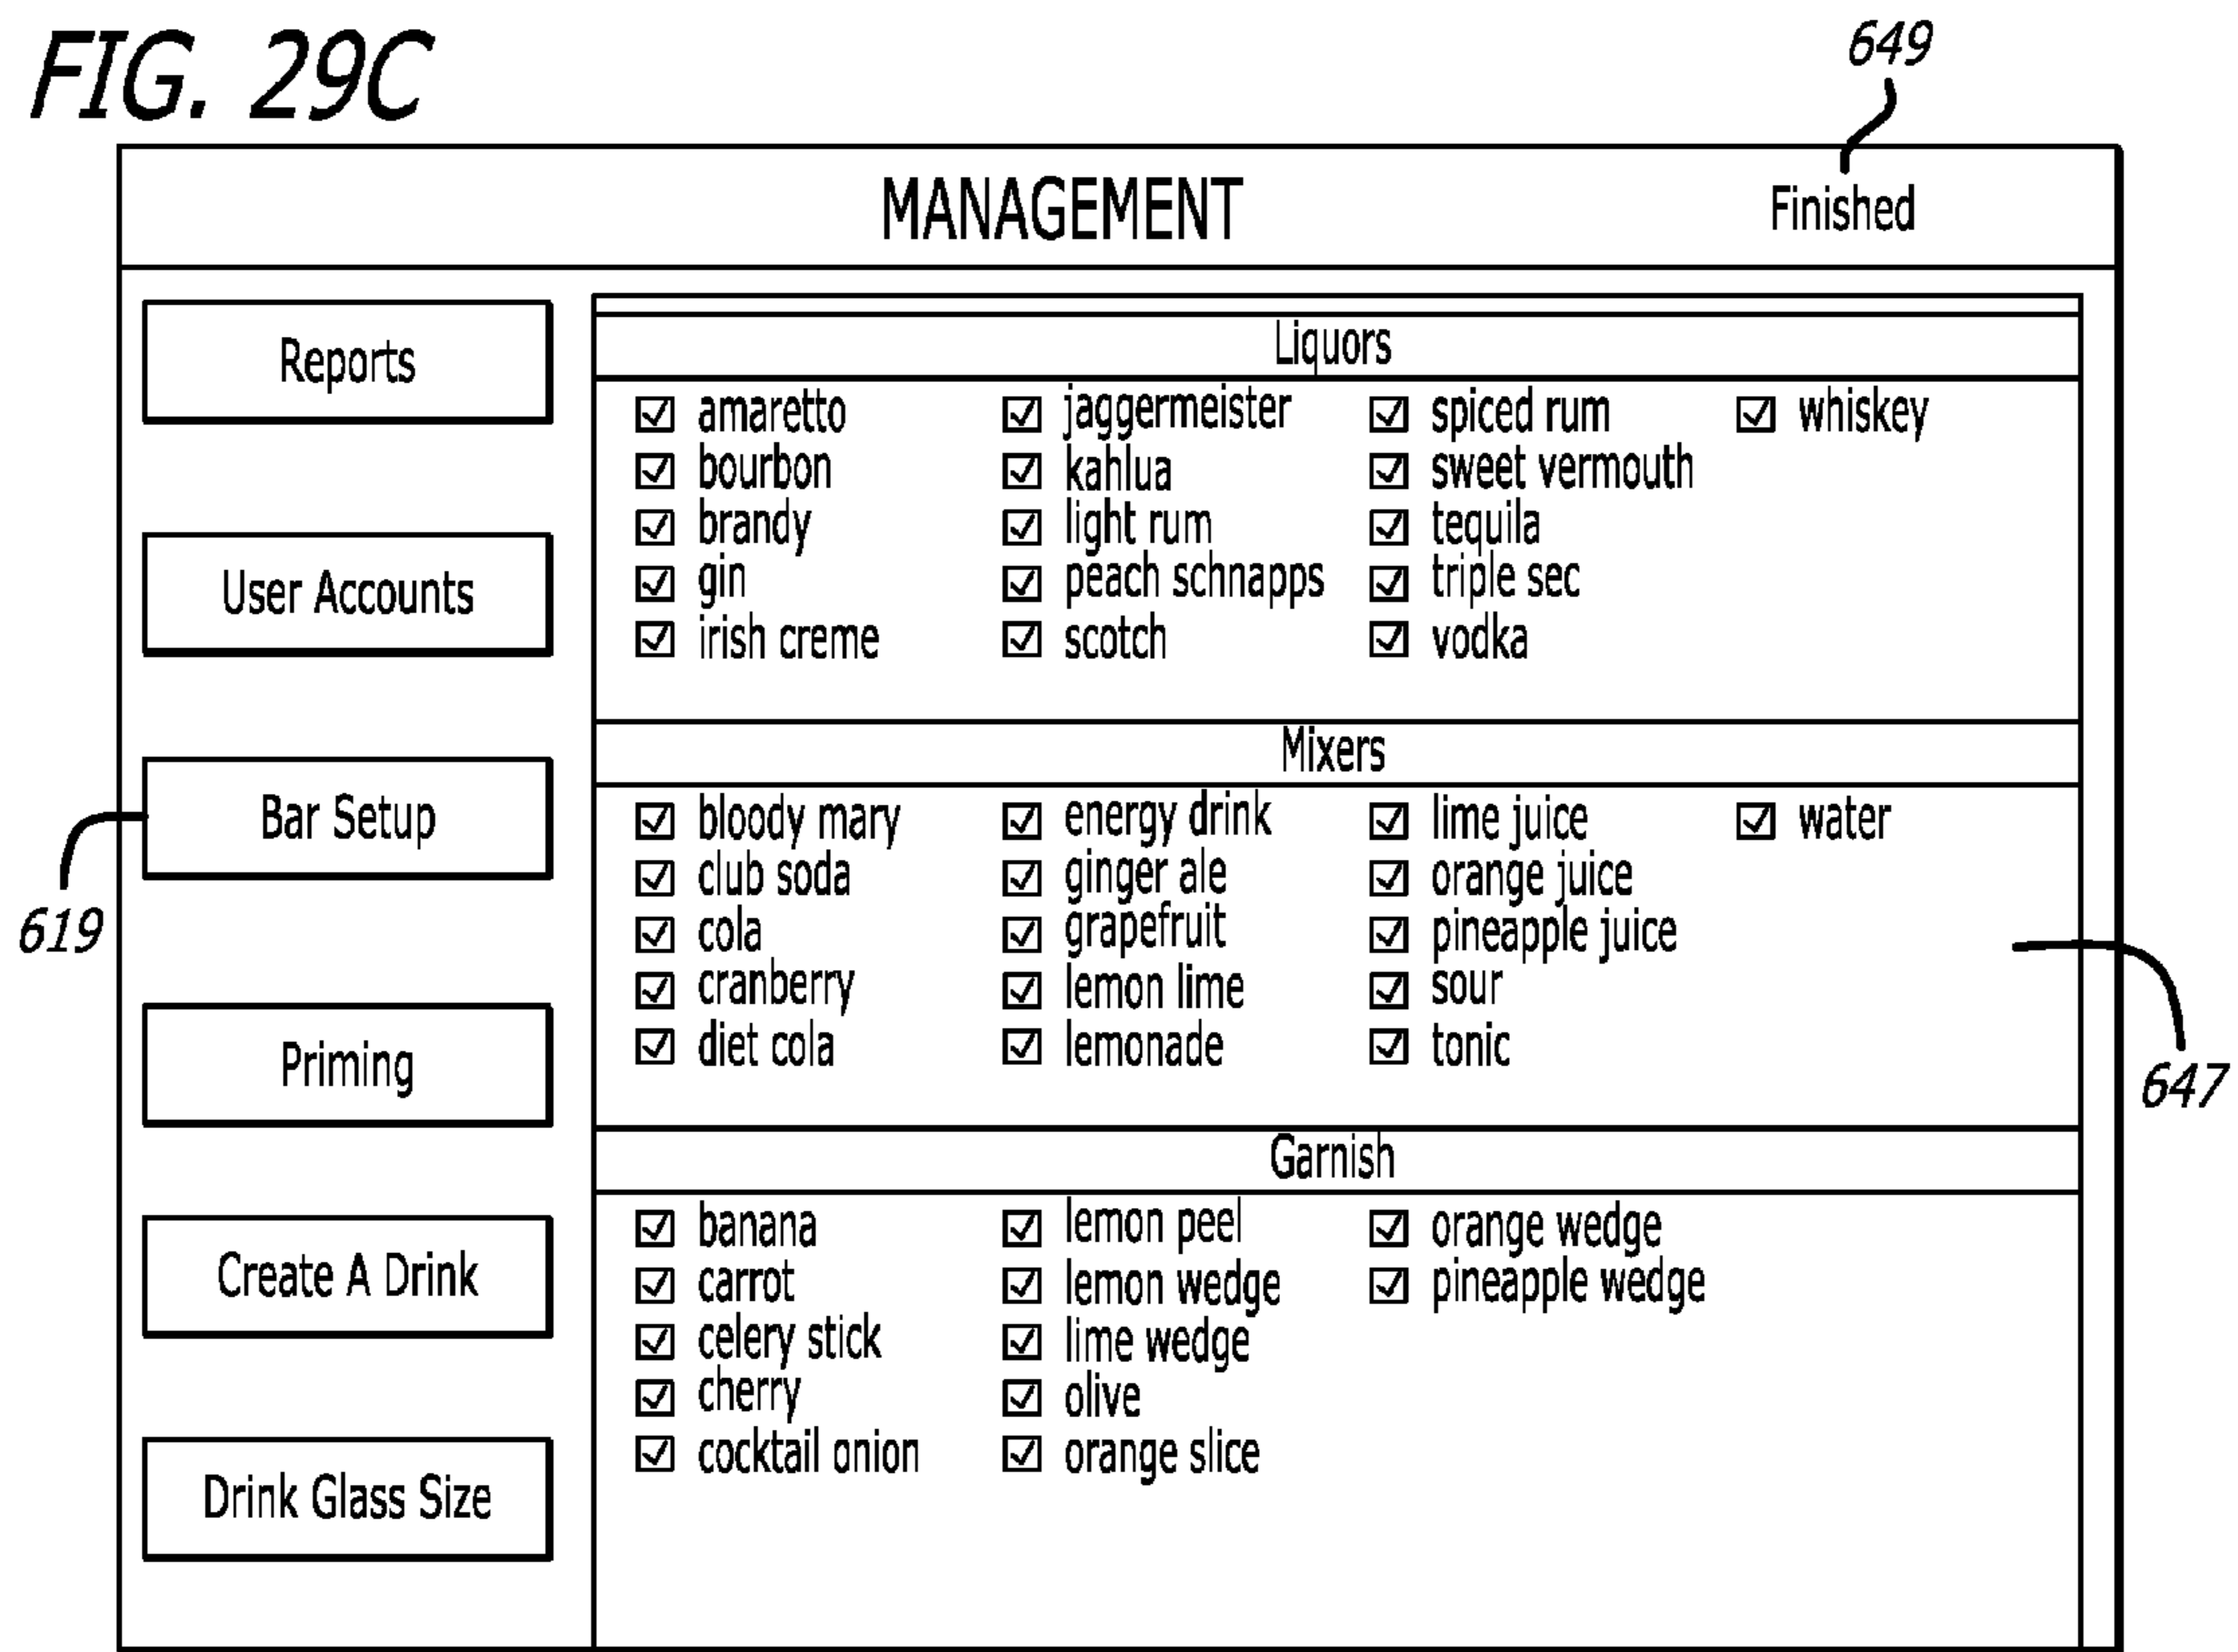 FIG. 29C
649
MANAGEMENT
Finished
Reports
User Accounts
Bar Setup
619
Priming
Create A Drink
Drink Glass Size
Liquors
amaretto jaggermeister spiced rum whiskey
bourbon kahlua sweet vermouth
brandy light rum tequila
gin peach schnapps triple sec
irish creme scotch vodka
Mixers
bloody mary energy drink lime juice water
club soda ginger ale orange juice
cola grapefruit pineapple juice
cranberry lemon lime sour
diet cola lemonade tonic
647
Garnish
banana lemon peel orange wedge
carrot lemon wedge pineapple wedge
celery stick lime wedge
cherry olive
cocktail onion orange slice